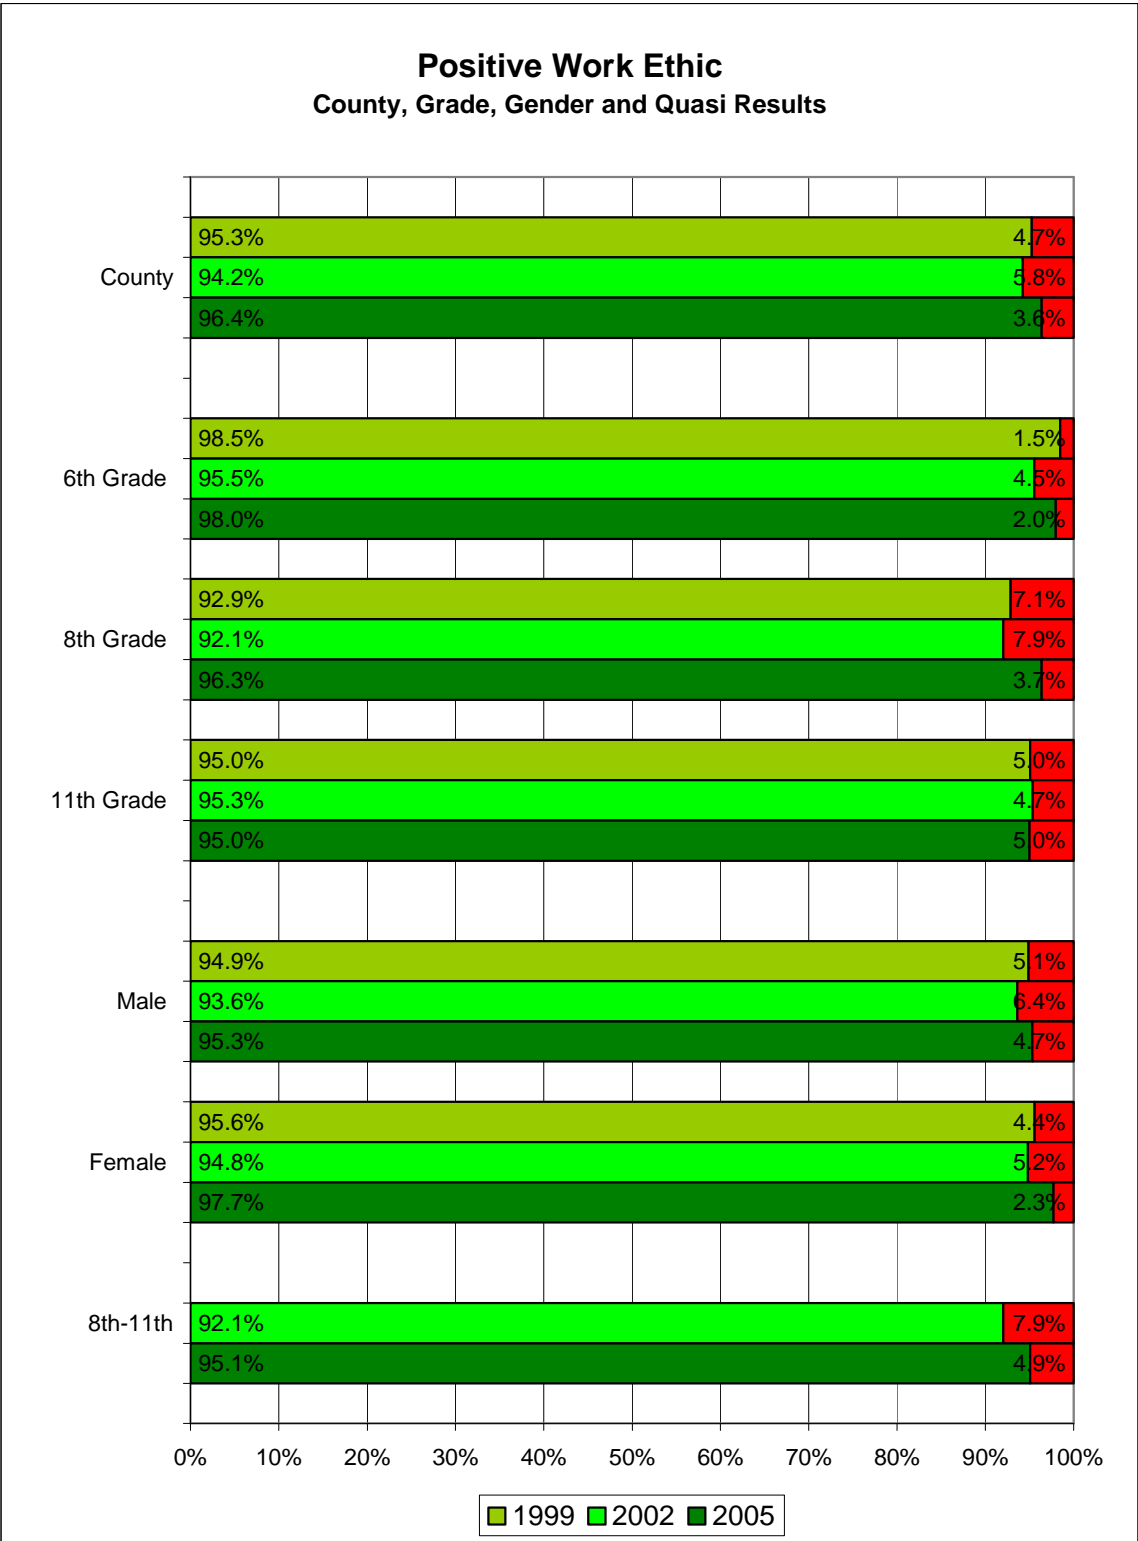 Positive Work Ethic
County, Grade, Gender and Quasi Results
95.3% 4.7%
County 94.2% 5.8%
96.4% 3.6%
98.5% 1.5%
6th Grade 95.5% 4.5%
98.0% 2.0%
92.9% 7.1%
8th Grade 92.1% 7.9%
96.3% 3.7%
95.0% 5.0%
11th Grade 95.3% 4.7%
95.0% 5.0%
94.9% 5.1%
Male 93.6% 6.4%
95.3% 4.7%
95.6% 4.4%
Female 94.8% 5.2%
97.7% 2.3%
8th-11th 92.1% 7.9%
95.1% 4.9%
0% 10% 20% 30% 40% 50% 60% 70% 80% 90% 100%
1999 2002 2005